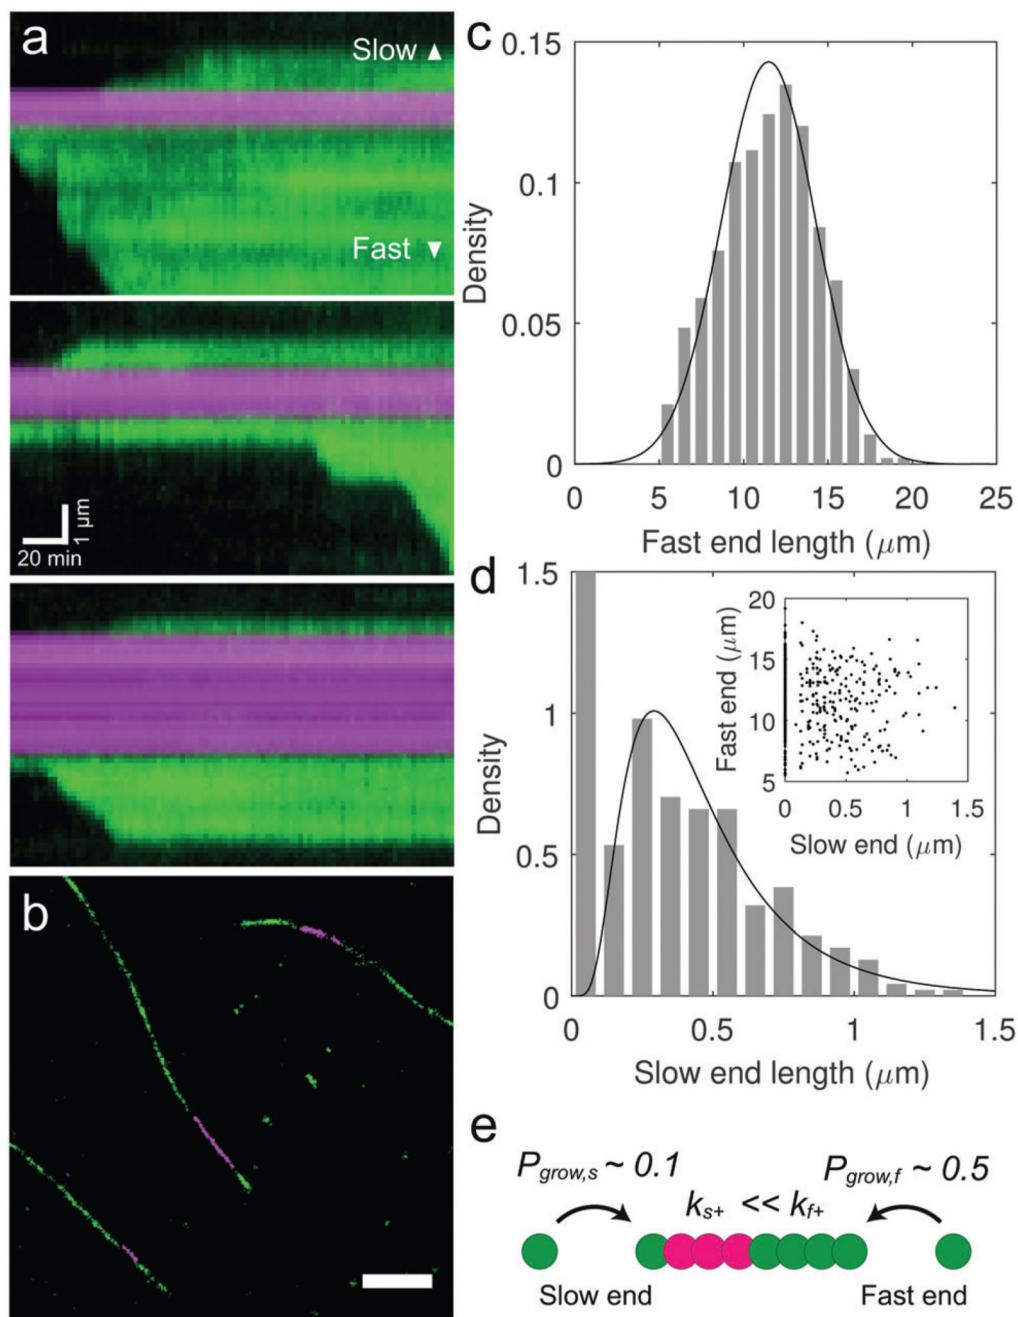 a
Slow ▲
Fast ▼
1 μm
20 min
b
c
0.15
0.1
0.05
0
Density
0 5 10 15 20 25
Fast end length (μm)
d
1.5
1
0.5
0
Density
20
15
10
5
Fast end (μm)
0 0.5 1 1.5
Slow end (μm)
0 0.5 1 1.5
Slow end length (μm)
e
P_grow,s ~ 0.1
P_grow,f ~ 0.5
k_s+ << k_f+
Slow end
Fast end